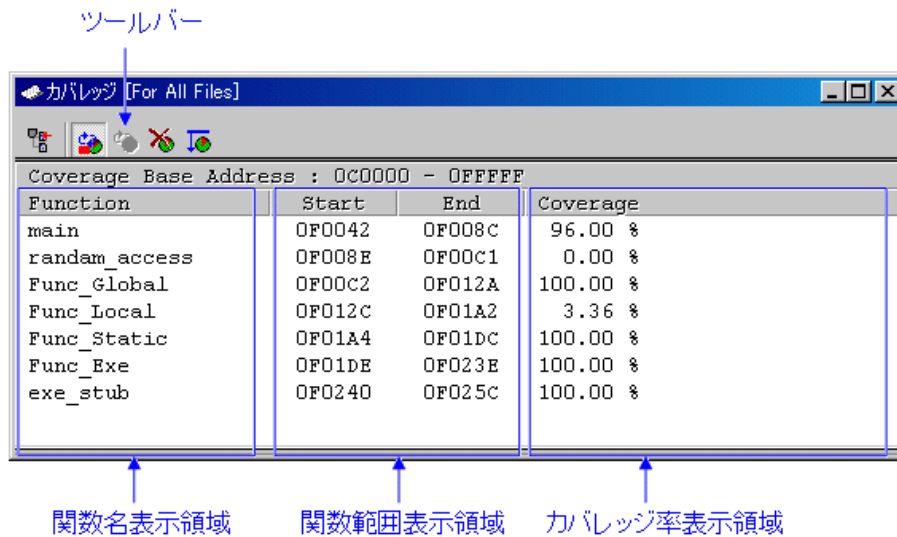 ツールバー
カバレッジ [For All Files]
Coverage Base Address : 0C0000 - 0FFFFF
Function Start End Coverage
main 0F0042 0F008C 96.00 %
randam_access 0F008E 0F00C1 0.00 %
Func_Global 0F00C2 0F012A 100.00 %
Func_Local 0F012C 0F01A2 3.36 %
Func_Static 0F01A4 0F01DC 100.00 %
Func_Exe 0F01DE 0F023E 100.00 %
exe_stub 0F0240 0F025C 100.00 %
関数名表示領域 関数範囲表示領域 カバレッジ率表示領域